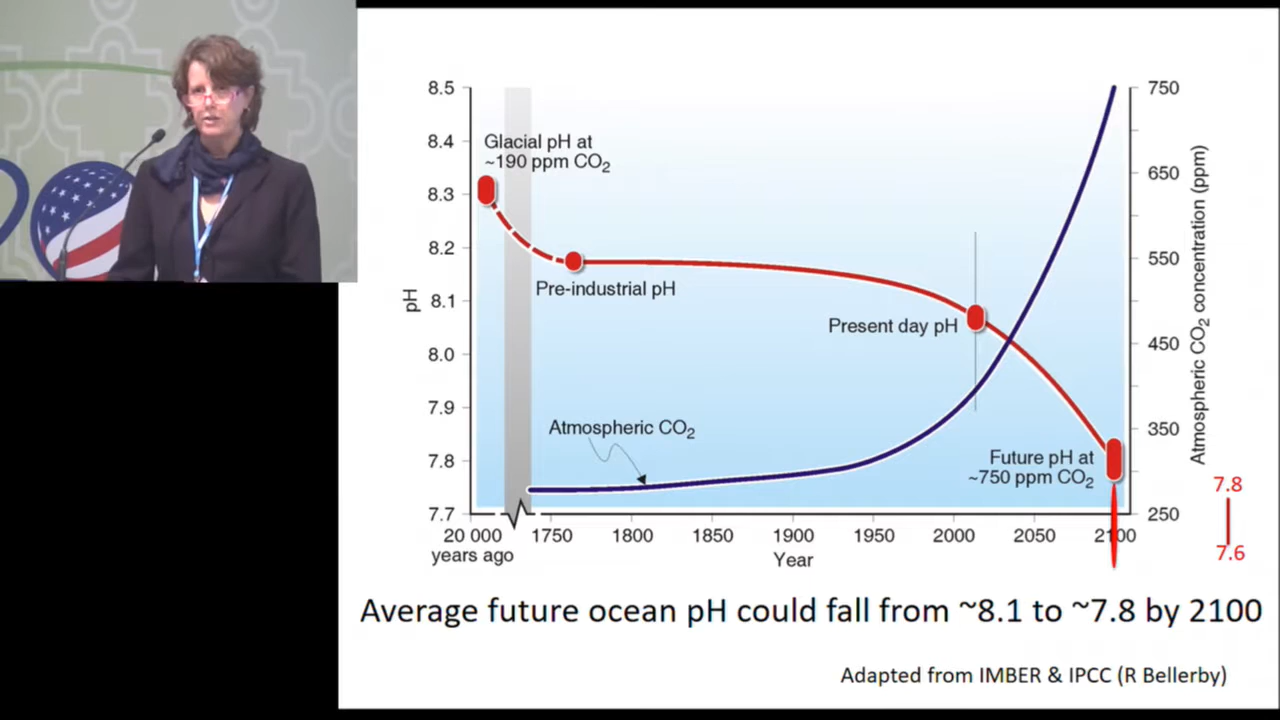 8.5
8.4
8.3
8.2
8.1
8.0
7.9
7.8
7.7
pH
Glacial pH at
~190 ppm CO₂
Pre-industrial pH
Present day pH
Atmospheric CO₂
Future pH at
~750 ppm CO₂
750
650
550
450
350
250
Atmospheric CO₂ concentration (ppm)
20 000
years ago
1750
1800
1850
1900
1950
2000
2050
2100
Year
7.8
7.6
Average future ocean pH could fall from ~8.1 to ~7.8 by 2100
Adapted from IMBER & IPCC (R Bellerby)